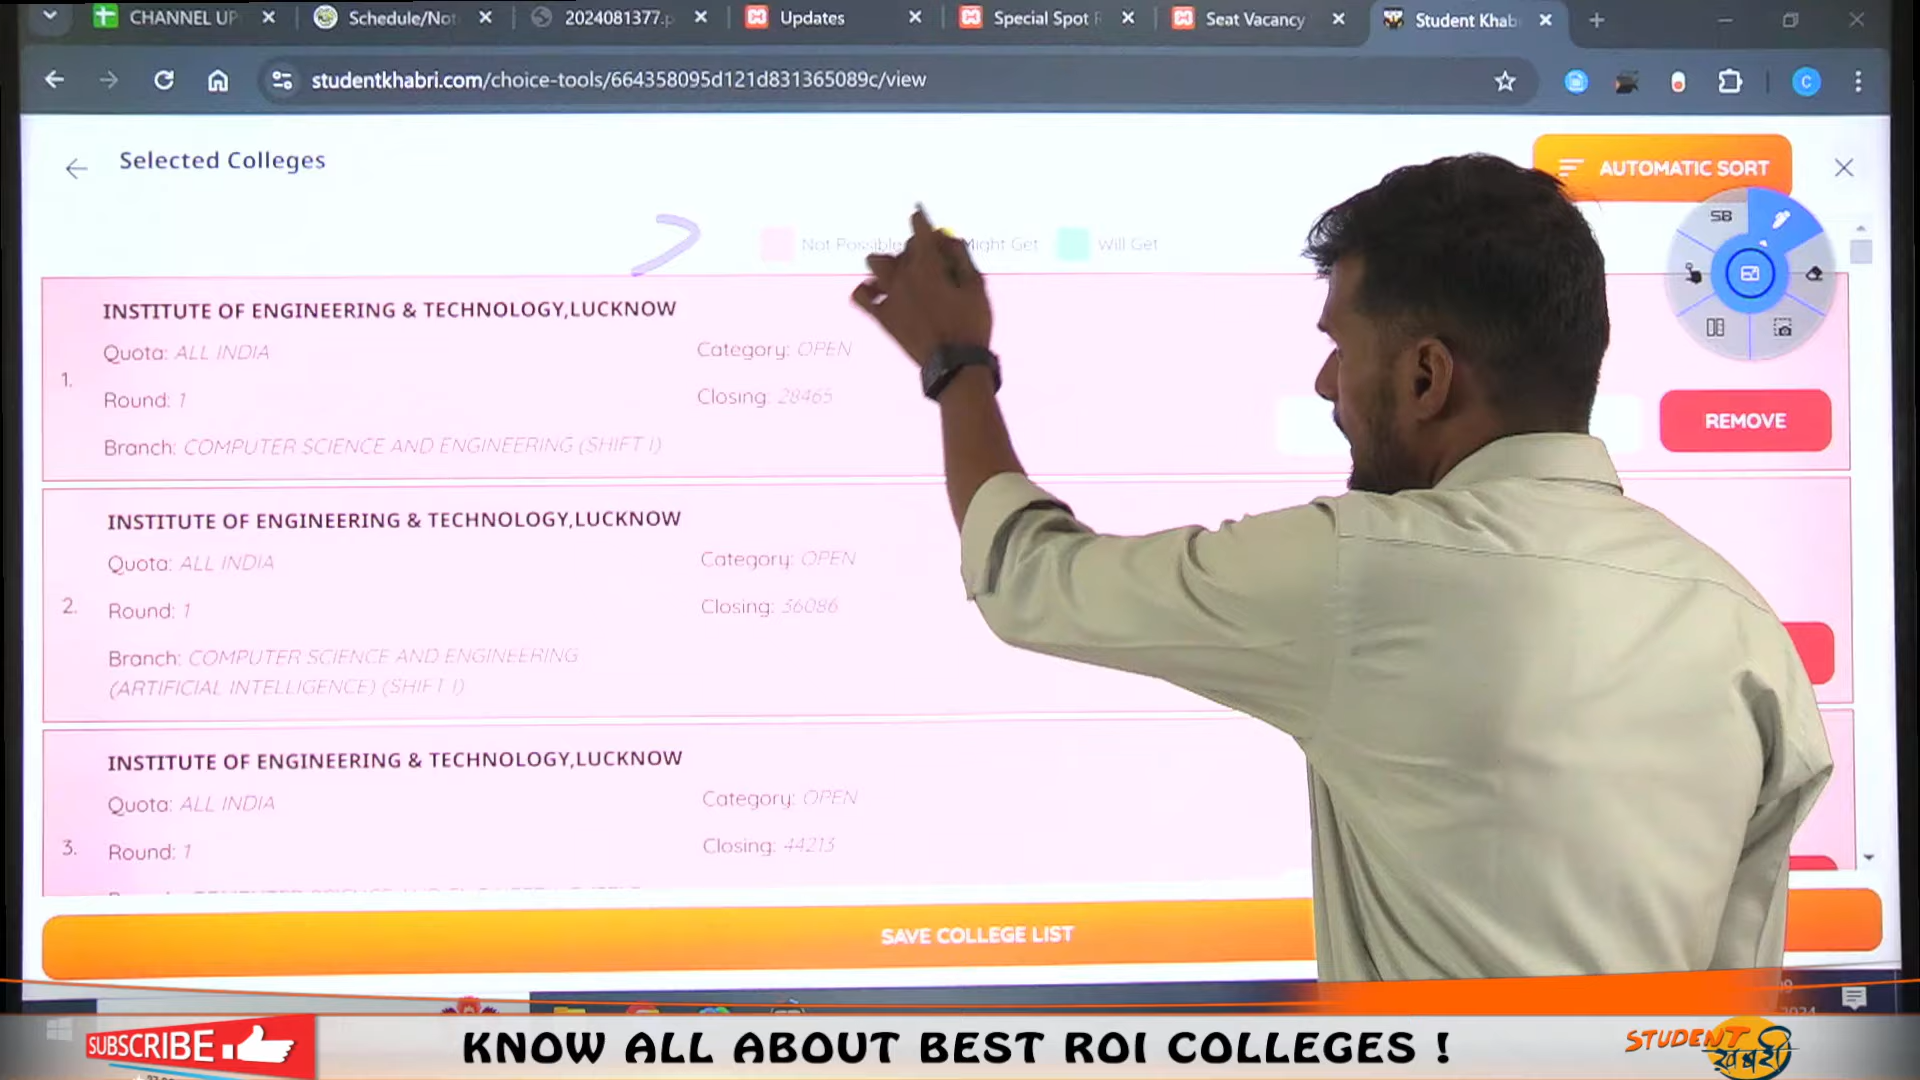 CHANNEL UP
Schedule/Not
2024081377.p
Updates
Special Spot R
Seat Vacancy
Student Khab
studentkhabri.com/choice-tools/664358095d121d831365089c/view
C
Selected Colleges
AUTOMATIC SORT
SB
Not Possible
Might Get
Will Get
INSTITUTE OF ENGINEERING & TECHNOLOGY,LUCKNOW
Quota: ALL INDIA
Category: OPEN
1.
Round: 1
Closing: 28465
REMOVE
Branch: COMPUTER SCIENCE AND ENGINEERING (SHIFT I)
INSTITUTE OF ENGINEERING & TECHNOLOGY,LUCKNOW
Quota: ALL INDIA
Category: OPEN
2.
Round: 1
Closing: 36086
Branch: COMPUTER SCIENCE AND ENGINEERING
(ARTIFICIAL INTELLIGENCE) (SHIFT I)
INSTITUTE OF ENGINEERING & TECHNOLOGY,LUCKNOW
Quota: ALL INDIA
Category: OPEN
3.
Round: 1
Closing: 44213
SAVE COLLEGE LIST
SUBSCRIBE
KNOW ALL ABOUT BEST ROI COLLEGES !
STUDENT
खबरी